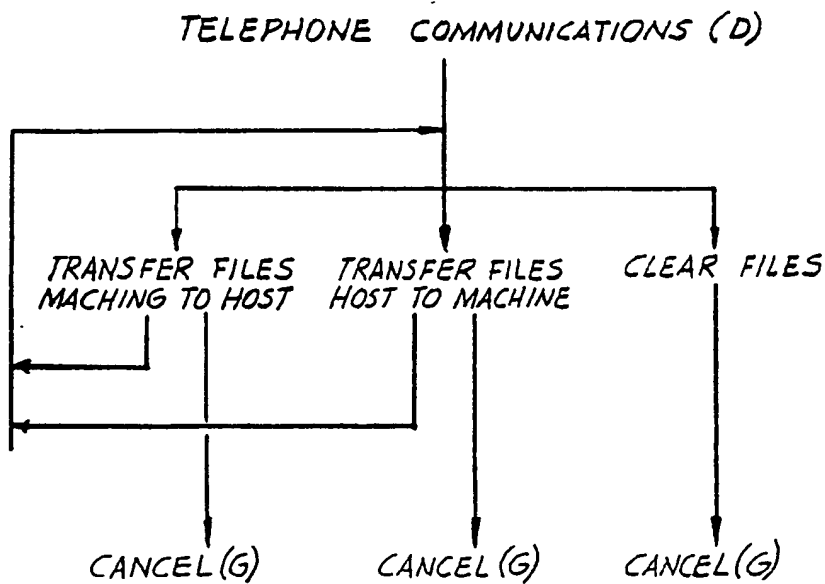 TELEPHONE COMMUNICATIONS (D)
TRANSFER FILES
MACHING TO HOST
TRANSFER FILES
HOST TO MACHINE
CLEAR FILES
CANCEL (G)
CANCEL (G)
CANCEL (G)